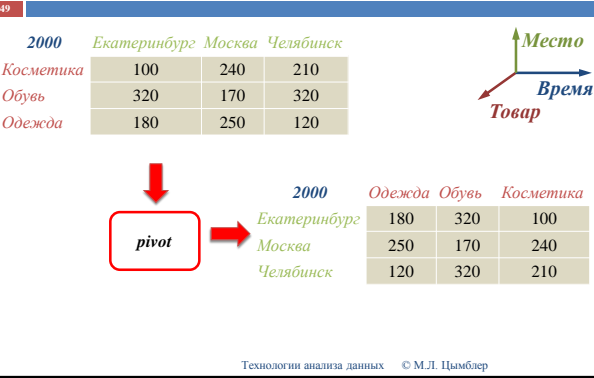 49
2000 Екатеринбург Москва Челябинск
Косметика 100 240 210
Обувь 320 170 320
Одежда 180 250 120
Место
Время
Товар
pivot
2000 Одежда Обувь Косметика
Екатеринбург 180 320 100
Москва 250 170 240
Челябинск 120 320 210
Технологии анализа данных © М.Л. Цымблер